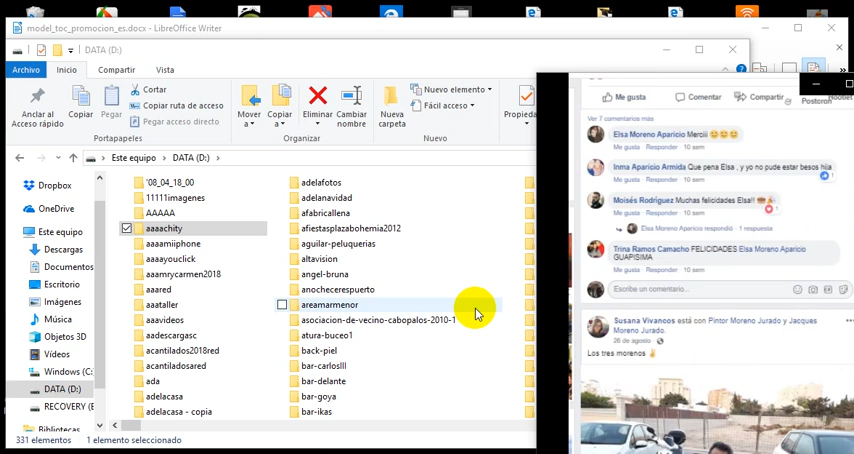 model_toc_promocion_es.docx - LibreOffice Writer
DATA (D:)
Archivo Inicio Compartir Vista
Anclar al Acceso rápido
Copiar
Pegar
Cortar
Copiar ruta de acceso
Pegar acceso directo
Portapapeles
Mover a
Copiar a
Eliminar
Cambiar nombre
Organizar
Nueva carpeta
Nuevo elemento
Fácil acceso
Este equipo > DATA (D:) >
Dropbox
OneDrive
Este equipo
Descargas
Documentos
Escritorio
Imágenes
Música
Objetos 3D
Vídeos
Windows (C:
DATA (D:)
RECOVERY (E
Bibliotecas
'08_04_18_00
11111imagenes
AAAAA
aaaachity
aaaamiiphone
aaaayouclick
aaamrycarmen2018
aaared
aaataller
aaavideos
aadescargasc
acantilados2018red
acantiladosared
ada
adelacasa
adelacasa - copia
adelafotos
adelanavidad
afabricallena
afiestasplazabohemia2012
aguilar-peluquerias
altavision
angel-bruna
anochecerespuerto
areamarmenor
asociacion-de-vecino-cabopalos-2010-1
atura-buceo1
back-piel
bar-carlosIII
bar-delante
bar-goya
bar-ikas
331 elementos 1 elemento seleccionado
Me gusta Comentar Compartir
Ver 7 comentarios más
Elsa Moreno Aparicio Merciii 😊😊😊
Me gusta · Responder · 10 sem
Inma Aparicio Armida Que pena Elsa , y yo no pude estar besos hija
1
Me gusta · Responder · 10 sem
Moisés Rodríguez Muchas felicidades Elsa!!
1
Me gusta · Responder · 10 sem
Elsa Moreno Aparicio respondió · 1 respuesta
Trina Ramos Camacho FELICIDADES Elsa Moreno Aparicio
GUAPISIMA
Me gusta · Responder · 10 sem
Escribe un comentario...
Susana Vivancos está con Pintor Moreno Jurado y Jacques
Moreno Jurado.
26 de agosto
Los tres morenos